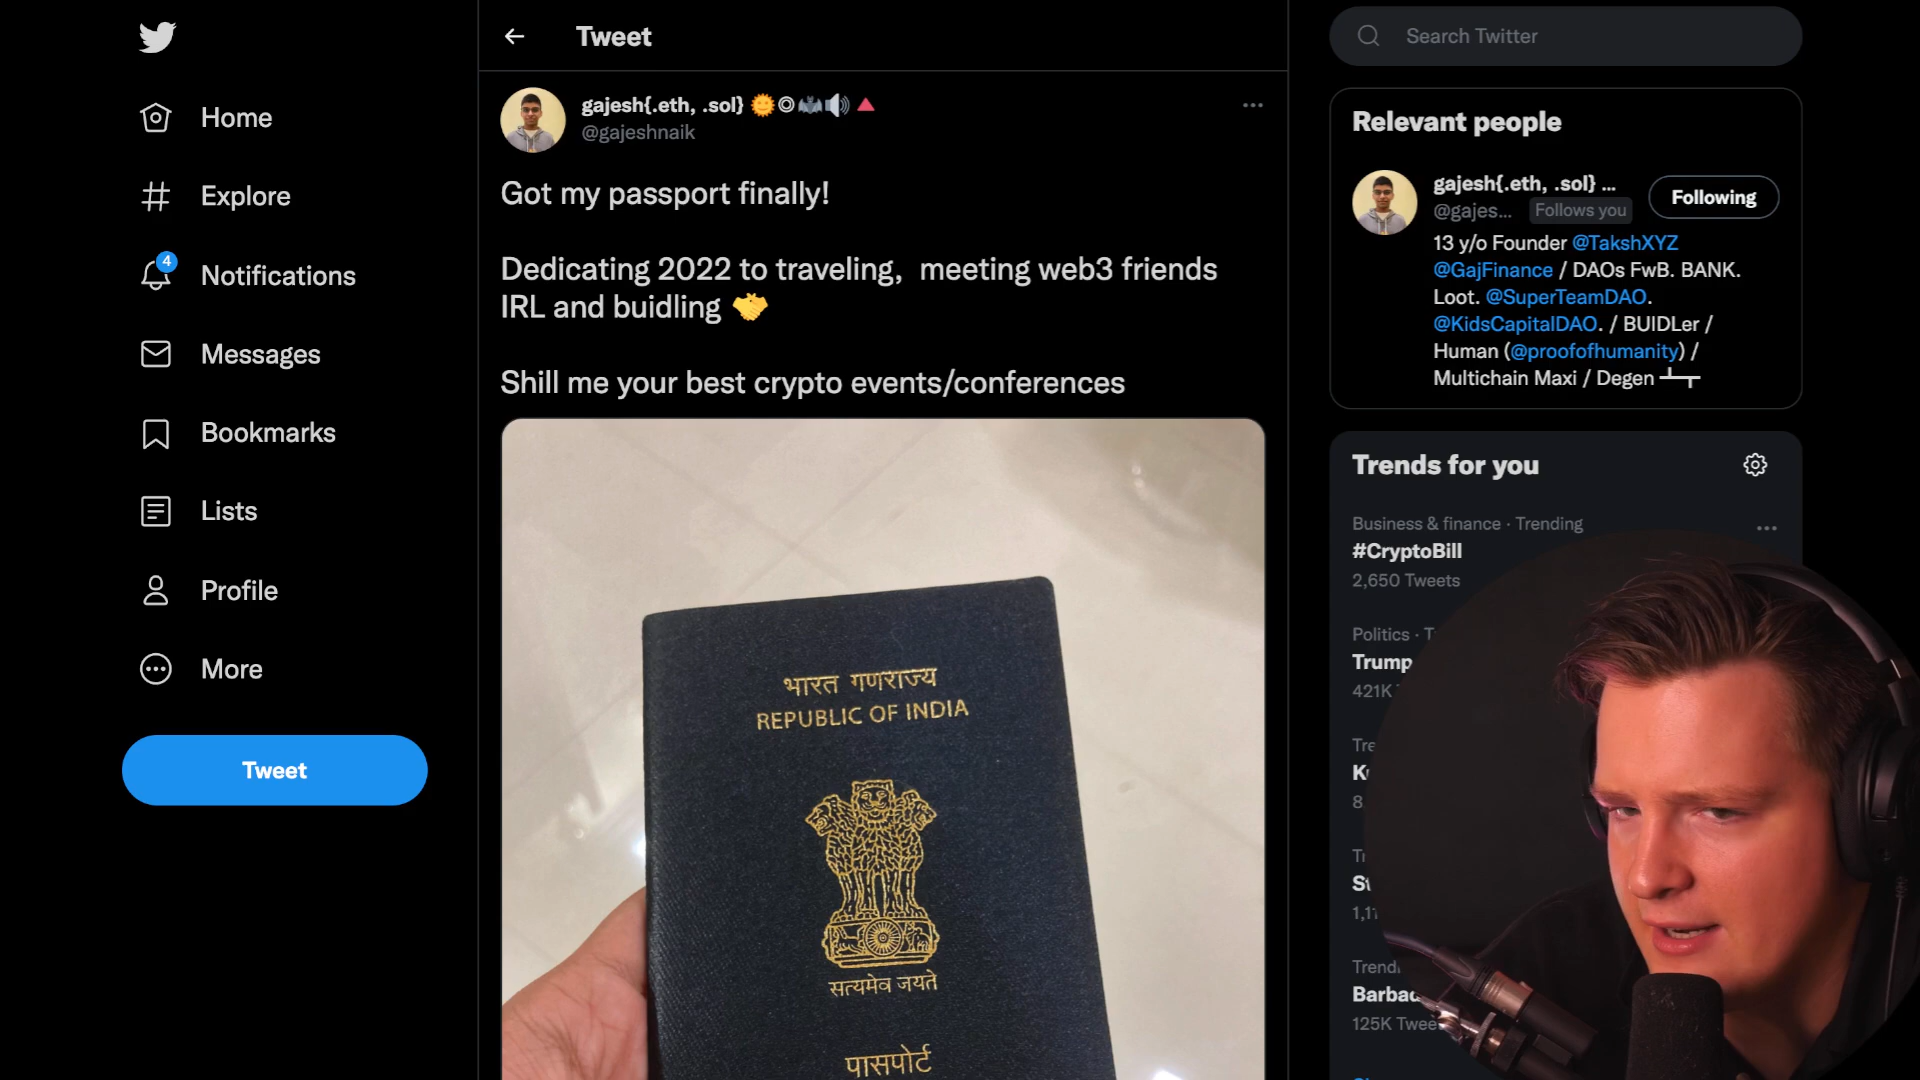 Home
Explore
4
Notifications
Messages
Bookmarks
Lists
Profile
More
Tweet
Tweet
gajesh{.eth, .sol}
@gajeshnaik
Got my passport finally!
Dedicating 2022 to traveling, meeting web3 friends
IRL and buidling
Shill me your best crypto events/conferences
भारत गणराज्य
REPUBLIC OF INDIA
सत्यमेव जयते
पासपोर्ट
Search Twitter
Relevant people
gajesh{.eth, .sol} ...
@gajes... Follows you
Following
13 y/o Founder @TakshXYZ
@GajFinance / DAOs FwB. BANK.
Loot. @SuperTeamDAO.
@KidsCapitalDAO. / BUIDLer /
Human (@proofofhumanity) /
Multichain Maxi / Degen
Trends for you
Business & finance · Trending
#CryptoBill
2,650 Tweets
Politics ·
Trump
421K
8
125K